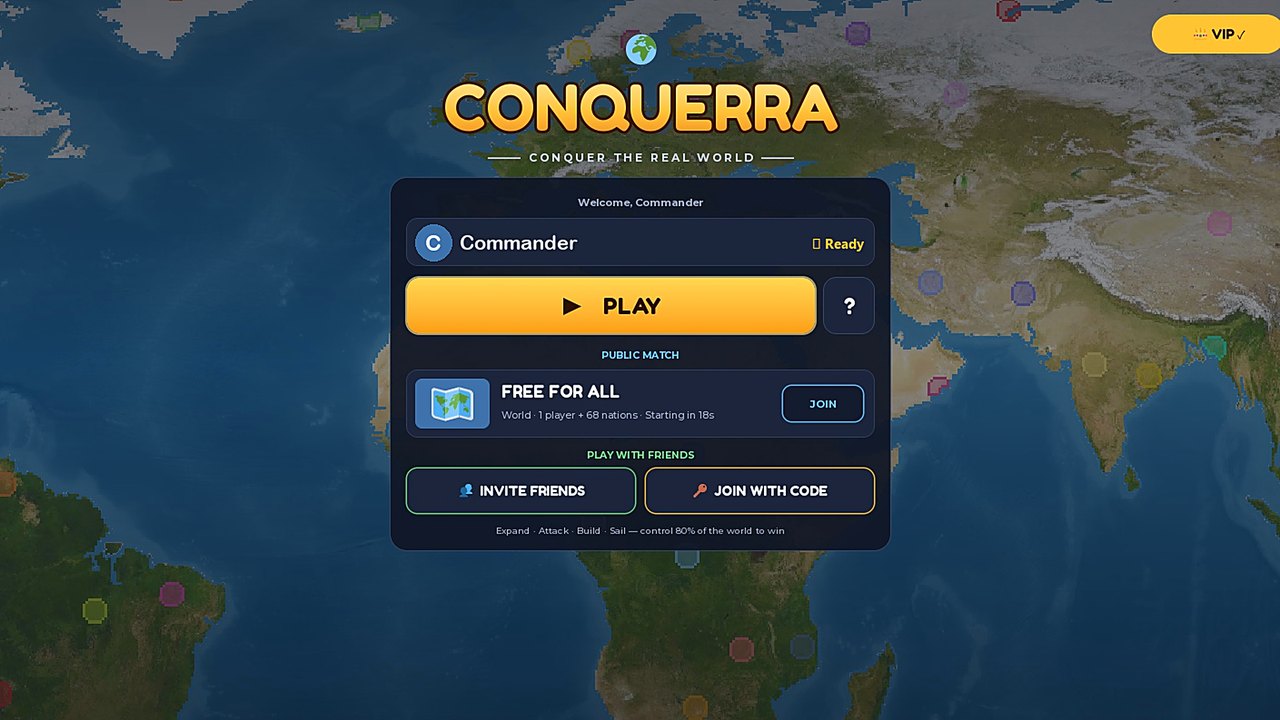 VIP ✓
CONQUERRA
CONQUER THE REAL WORLD
Welcome, Commander
C Commander
Ready
▶ PLAY
?
PUBLIC MATCH
FREE FOR ALL
World · 1 player + 68 nations · Starting in 18s
JOIN
PLAY WITH FRIENDS
INVITE FRIENDS
JOIN WITH CODE
Expand · Attack · Build · Sail — control 80% of the world to win